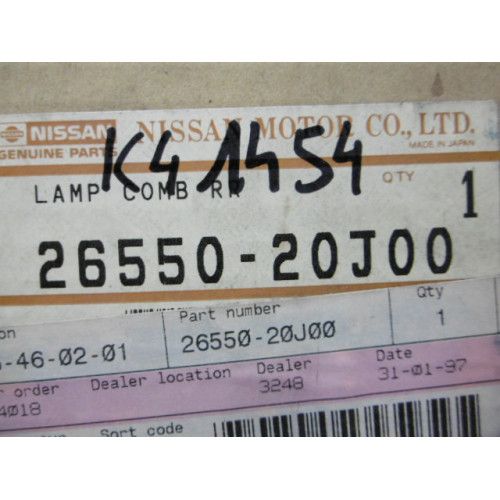 NISSAN NISSAN MOTOR CO., LTD.
GENUINE PARTS MADE IN JAPAN
K41454
LAMP COMB RR QTY 1
26550-20J00
Part number Qty
-46-02-01 26550-20J00 1
order Dealer location Dealer Date
4018 3248 31-01-97
Sort code